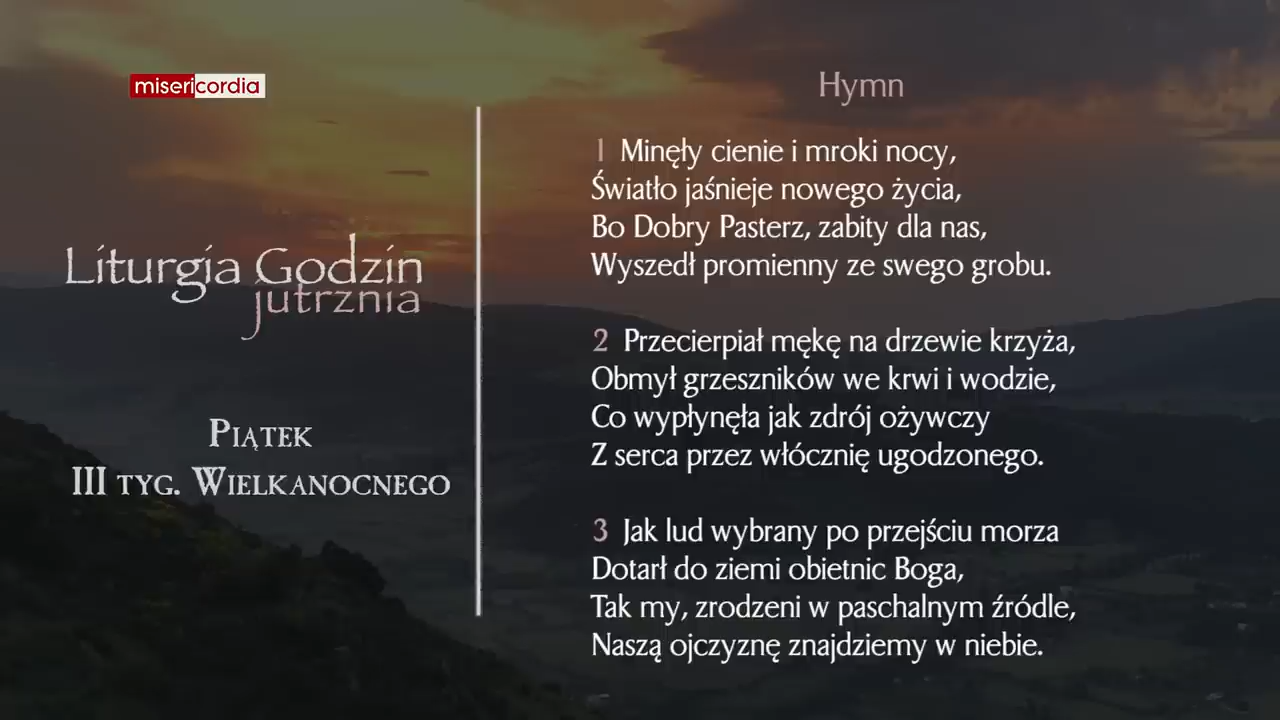 misericordia
Liturgia Godzin
jutrznia
Piątek
III tyg. Wielkanocnego
Hymn
1 Minęły cienie i mroki nocy,
Światło jaśnieje nowego życia,
Bo Dobry Pasterz, zabity dla nas,
Wyszedł promienny ze swego grobu.
2 Przecierpiał mękę na drzewie krzyża,
Obmył grzeszników we krwi i wodzie,
Co wypłynęła jak zdrój ożywczy
Z serca przez włócznię ugodzonego.
3 Jak lud wybrany po przejściu morza
Dotarł do ziemi obietnic Boga,
Tak my, zrodzeni w paschalnym źródle,
Naszą ojczyznę znajdziemy w niebie.